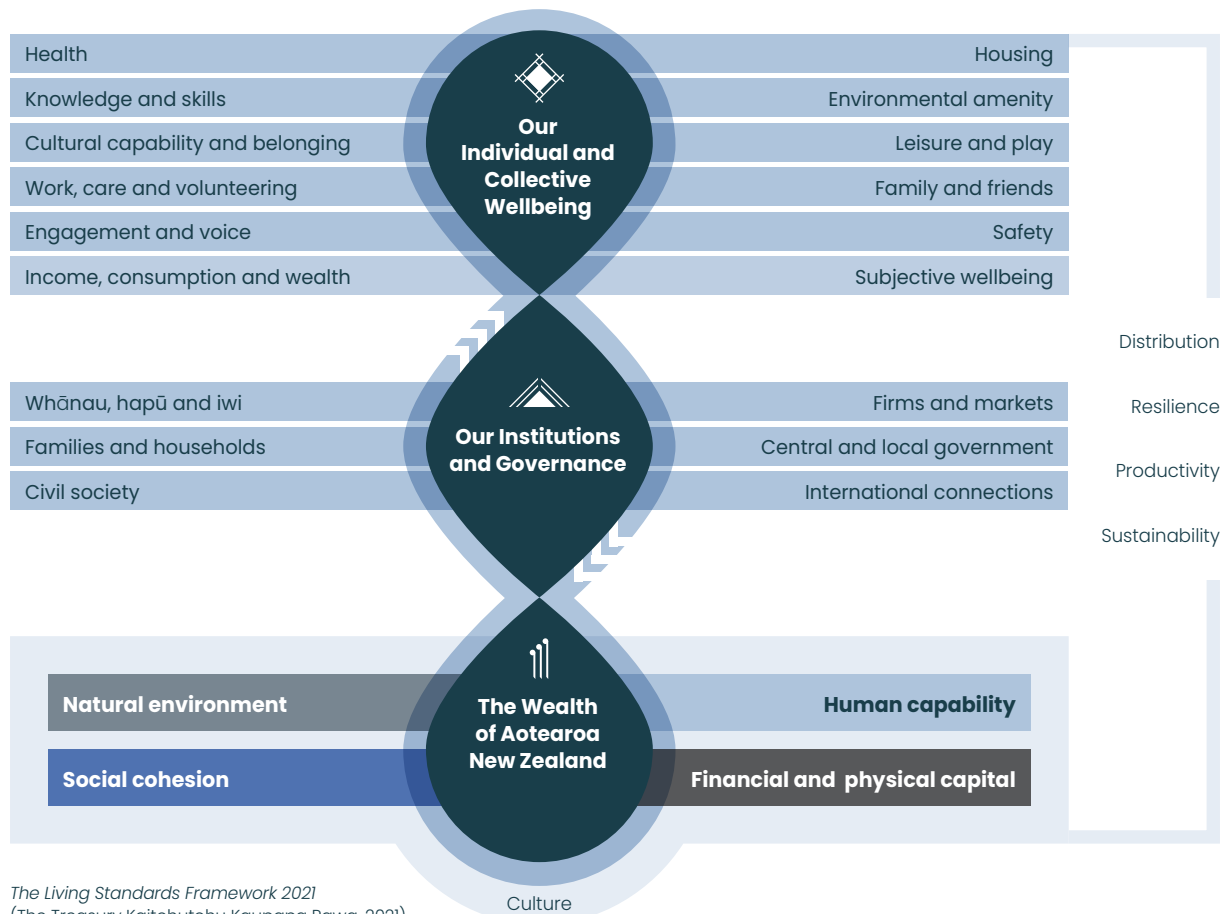 Health
Knowledge and skills
Cultural capability and belonging
Work, care and volunteering
Engagement and voice
Income, consumption and wealth
Our
Individual and
Collective
Wellbeing
Housing
Environmental amenity
Leisure and play
Family and friends
Safety
Subjective wellbeing
Whānau, hapū and iwi
Families and households
Civil society
Our Institutions
and Governance
Firms and markets
Central and local government
International connections
Distribution
Resilience
Productivity
Sustainability
Natural environment
Social cohesion
The Wealth
of Aotearoa
New Zealand
Human capability
Financial and physical capital
Culture
The Living Standards Framework 2021
(The Treasury